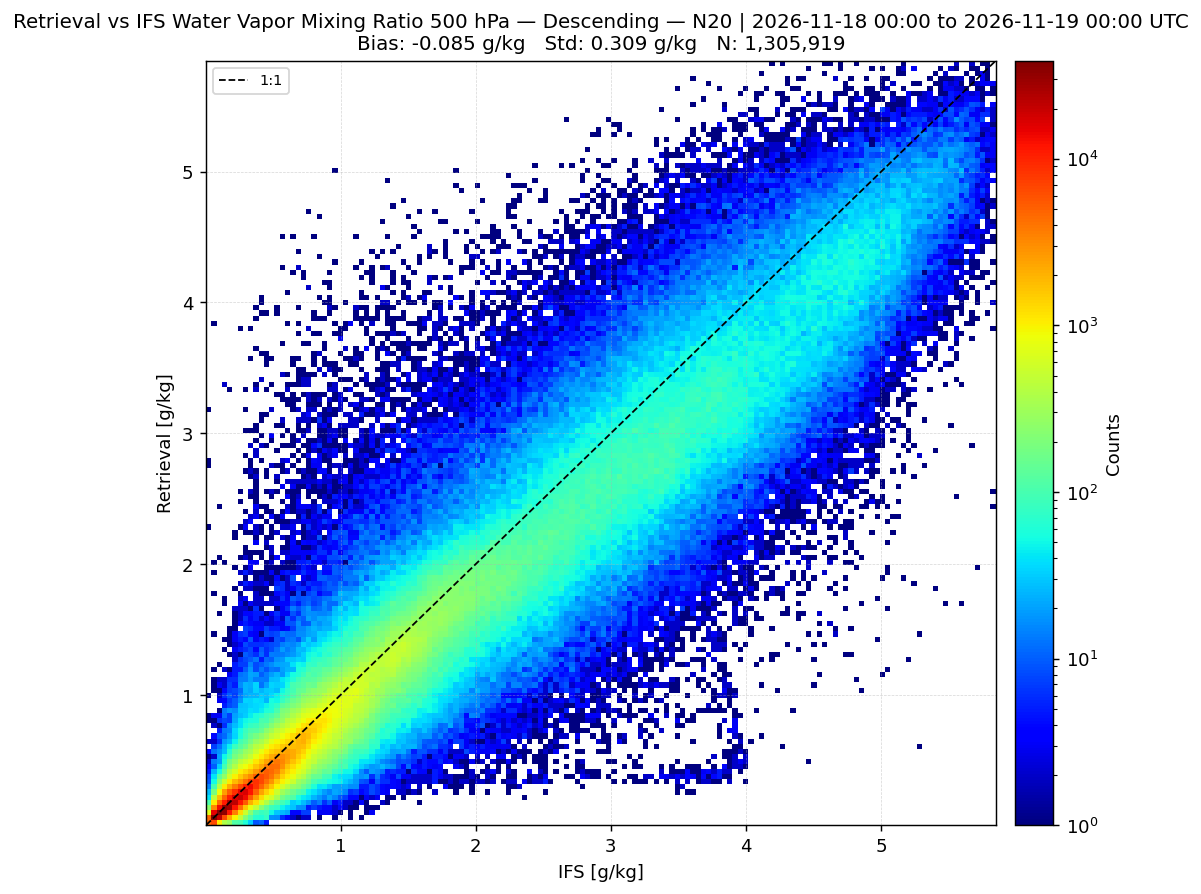 Retrieval vs IFS Water Vapor Mixing Ratio 500 hPa — Descending — N20 | 2026-11-18 00:00 to 2026-11-19 00:00 UTC
Bias: -0.085 g/kg   Std: 0.309 g/kg   N: 1,305,919
1:1
5
4
3
2
1
Retrieval [g/kg]
1 2 3 4 5
IFS [g/kg]
10⁴
10³
10²
10¹
10⁰
Counts